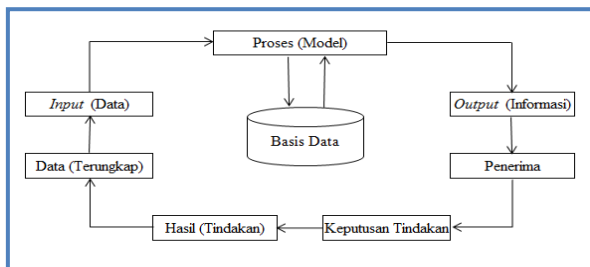 Proses (Model)
Input (Data)
Output (Informasi)
Basis Data
Data (Terungkap)
Penerima
Hasil (Tindakan)
Keputusan Tindakan